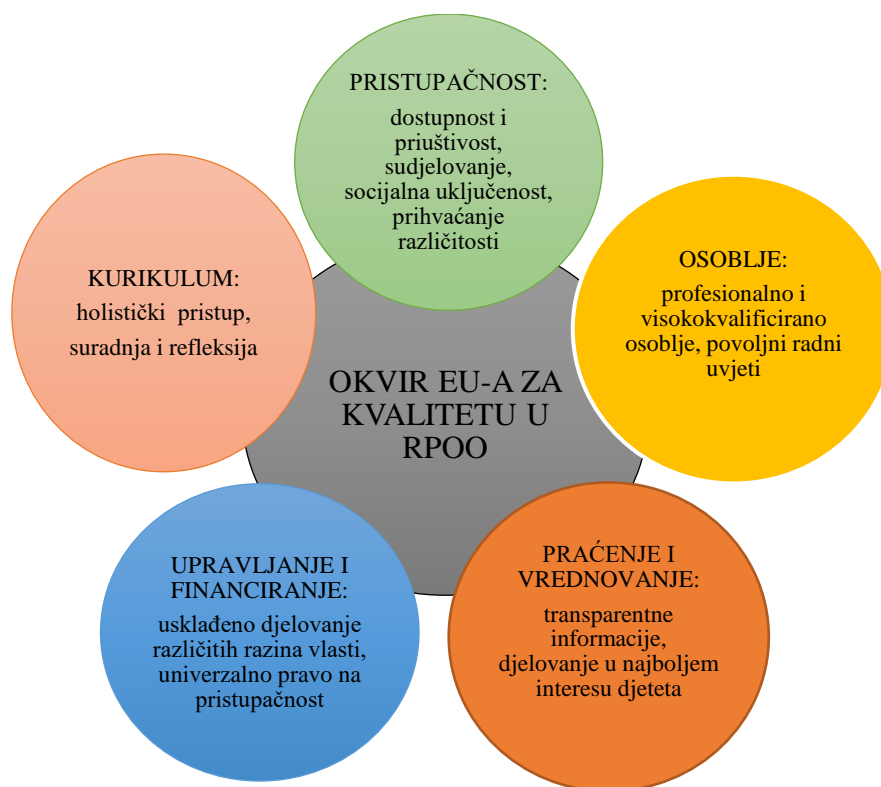 PRISTUPAČNOST:
dostupnost i
priuštivost,
sudjelovanje,
socijalna uključenost,
prihvaćanje
različitosti
OSOBLJE:
profesionalno i
visokokvalificirano
osoblje, povoljni radni
uvjeti
PRAĆENJE I
VREDNOVANJE:
transparentne
informacije,
djelovanje u najboljem
interesu djeteta
UPRAVLJANJE I
FINANCIRANJE:
usklađeno djelovanje
različitih razina vlasti,
univerzalno pravo na
pristupačnost
KURIKULUM:
holistički pristup,
suradnja i refleksija
OKVIR EU-A ZA
KVALITETU U
RPOO